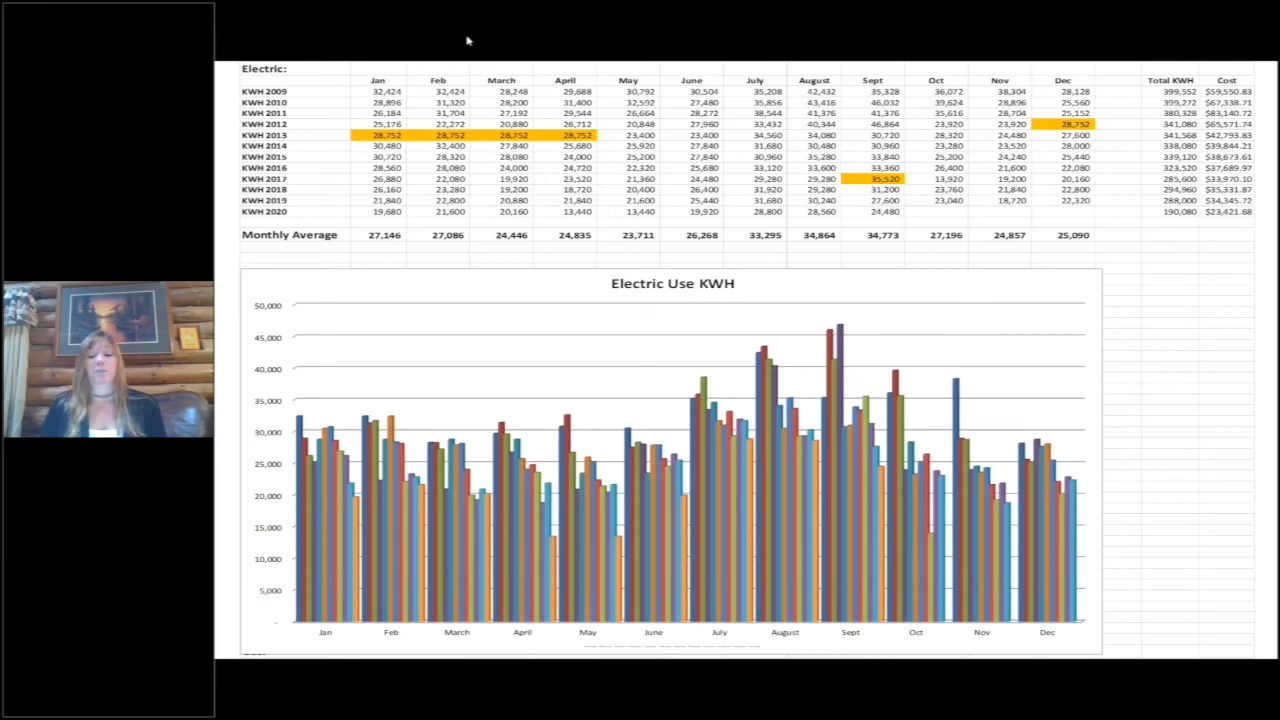 Electric:
Jan Feb March April May June July August Sept Oct Nov Dec Total KWH Cost
KWH 2009 32,424 32,424 28,248 29,688 30,792 30,504 35,208 42,432 35,328 36,072 38,304 28,128 399,552 $59,550.83
KWH 2010 28,896 31,320 28,200 31,400 32,592 27,480 35,856 43,416 46,032 39,624 28,896 25,560 399,272 $67,338.71
KWH 2011 26,184 31,704 27,192 29,544 26,664 28,272 38,544 41,376 41,376 35,616 28,704 25,152 380,328 $83,140.72
KWH 2012 25,176 22,272 20,880 26,712 20,848 27,960 33,432 40,344 46,864 23,920 23,920 28,752 341,080 $65,571.74
KWH 2013 28,752 28,752 28,752 28,752 23,400 23,400 34,560 34,080 30,720 28,320 24,480 27,600 341,568 $42,793.83
KWH 2014 30,480 32,400 27,840 25,680 25,920 27,840 31,680 30,480 30,960 23,280 23,520 28,000 338,080 $39,844.21
KWH 2015 30,720 28,320 28,080 24,000 25,200 27,840 30,960 35,280 33,840 25,200 24,240 25,440 339,120 $38,673.61
KWH 2016 28,560 28,080 24,000 24,720 22,320 25,680 33,120 33,600 33,360 26,400 21,600 22,080 323,520 $37,689.97
KWH 2017 26,880 22,080 19,920 23,520 21,360 24,480 29,280 29,280 35,520 13,920 19,200 20,160 285,600 $33,970.10
KWH 2018 26,160 23,280 19,200 18,720 20,400 26,400 31,920 29,280 31,200 23,760 21,840 22,800 294,960 $35,331.87
KWH 2019 21,840 22,800 20,880 21,840 21,600 25,440 31,680 30,240 27,600 23,040 18,720 22,320 288,000 $34,345.72
KWH 2020 19,680 21,600 20,160 13,440 13,440 19,920 28,800 28,560 24,480 190,080 $23,421.68
Monthly Average 27,146 27,086 24,446 24,835 23,711 26,268 33,295 34,864 34,773 27,196 24,857 25,090
Electric Use KWH
50,000
45,000
40,000
35,000
30,000
25,000
20,000
15,000
10,000
5,000
-
Jan Feb March April May June July August Sept Oct Nov Dec